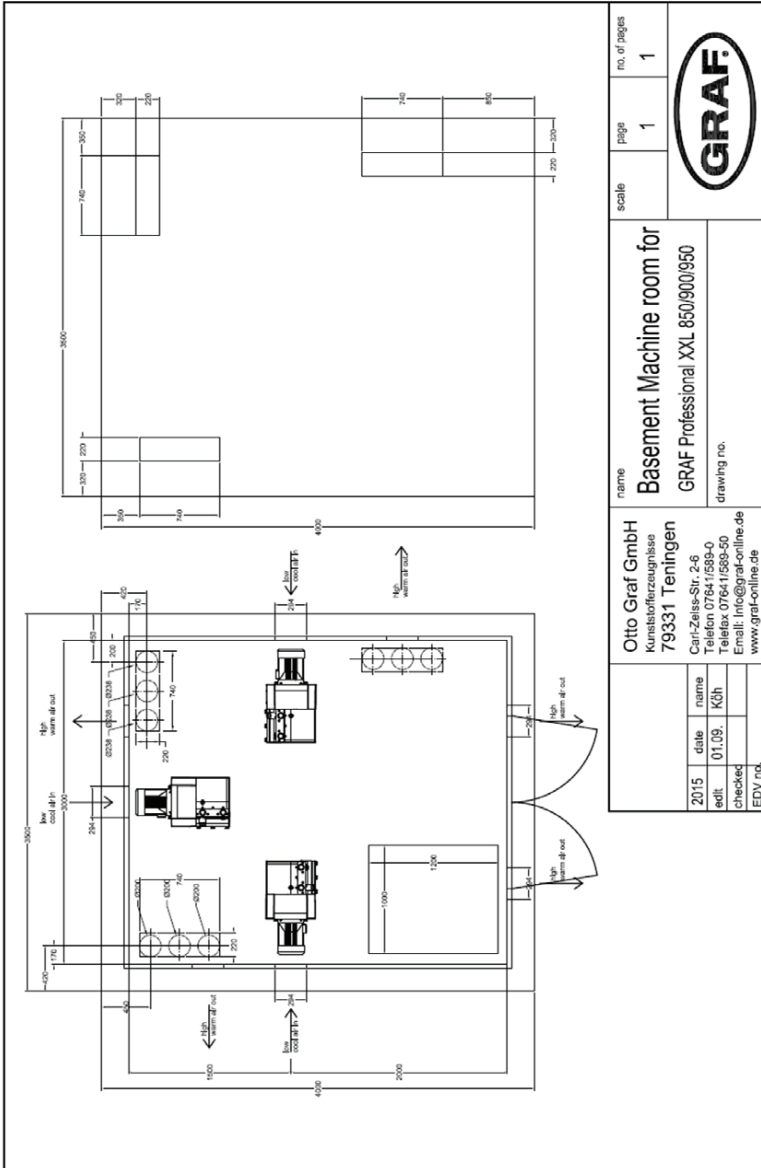 320
220
350
740
740
850
320
220
3500
220
320
350
740
4000
Low
cool air in
High
warm air out
420
170
450
200
Ø238
Ø238
Ø238
740
220
294
High
warm air out
low
cool air in
294
3000
3500
740
Ø200
Ø200
Ø200
220
420
170
450
High
warm air out
294
low
cool air in
1500
2000
4000
1000
1200
294
294
High
warm air out
High
warm air out
Otto Graf GmbH
Kunststofferzeugnisse
79331 Teningen
Carl-Zeiss-Str. 2-6
Telefon 07641/589-0
Telefax 07641/589-50
Email: Info@graf-online.de
www.graf-online.de
name
Basement Machine room for
GRAF Professional XXL 850/900/950
drawing no.
scale
page
1
no. of pages
1
GRAF®
2015 date name
edit 01.09. Köh
checked
EDV no.